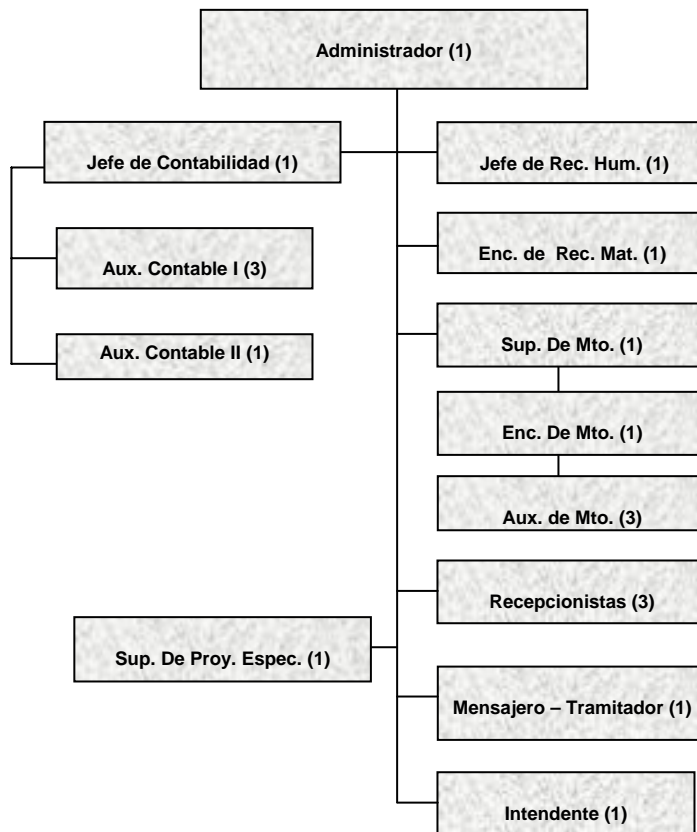 Administrador (1)
Jefe de Contabilidad (1)
Jefe de Rec. Hum. (1)
Aux. Contable I (3)
Enc. de Rec. Mat. (1)
Aux. Contable II (1)
Sup. De Mto. (1)
Enc. De Mto. (1)
Aux. de Mto. (3)
Recepcionistas (3)
Sup. De Proy. Espec. (1)
Mensajero – Tramitador (1)
Intendente (1)